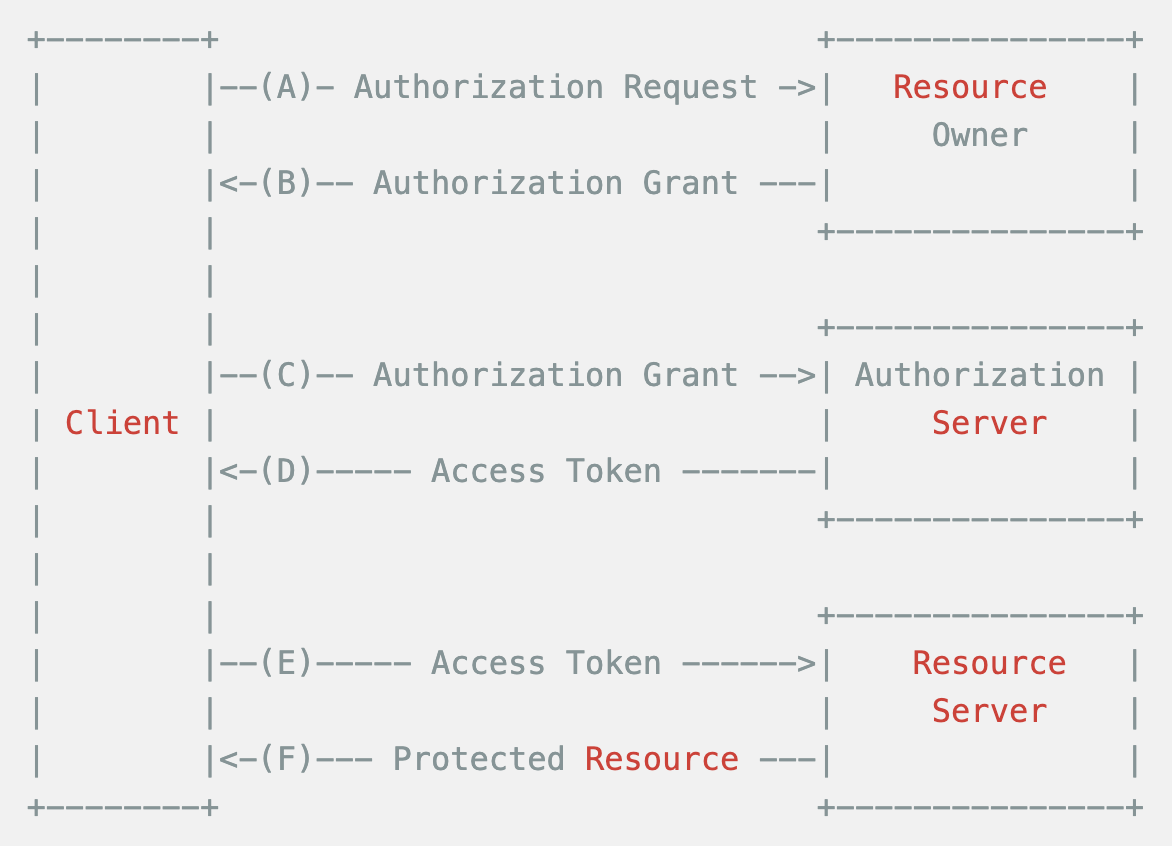 +--------+                               +---------------+
|        |--(A)- Authorization Request ->|   Resource    |
|        |                               |     Owner     |
|        |<-(B)-- Authorization Grant ---|               |
|        |                               +---------------+
|        |
|        |                               +---------------+
|        |--(C)-- Authorization Grant -->| Authorization |
| Client |                               |     Server    |
|        |<-(D)----- Access Token -------|               |
|        |                               +---------------+
|        |
|        |                               +---------------+
|        |--(E)----- Access Token ------>|    Resource   |
|        |                               |     Server    |
|        |<-(F)--- Protected Resource ---|               |
+--------+                               +---------------+